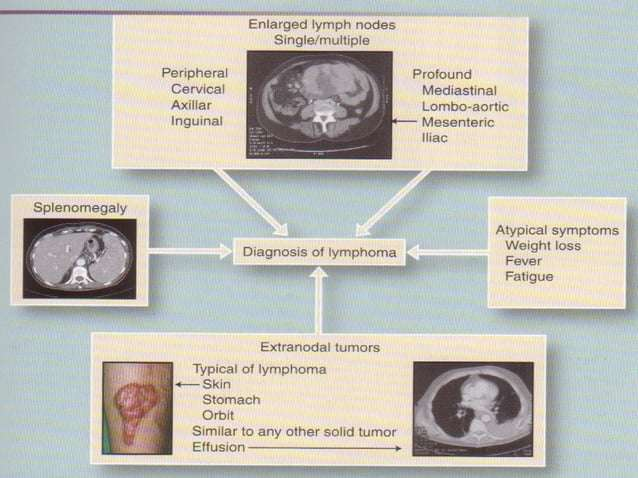 Enlarged lymph nodes
Single/multiple
Peripheral
Cervical
Axillar
Inguinal
Profound
Mediastinal
Lombo-aortic
Mesenteric
Iliac
Splenomegaly
Diagnosis of lymphoma
Atypical symptoms
Weight loss
Fever
Fatigue
Extranodal tumors
Typical of lymphoma
Skin
Stomach
Orbit
Similar to any other solid tumor
Effusion